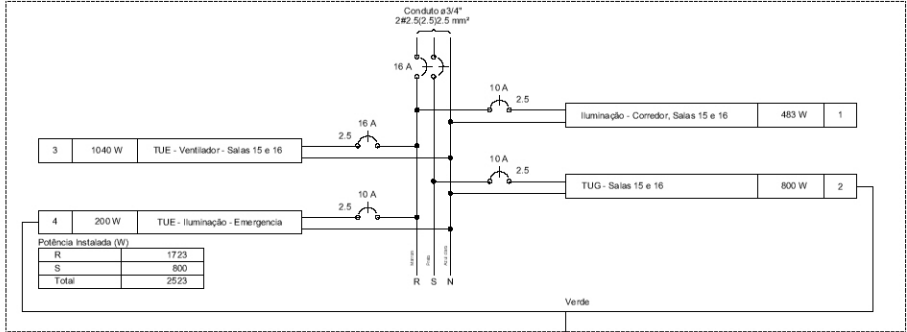 Conduto ø3/4"
2#2.5(2.5)2.5 mm²
16 A
10 A
2.5
Iluminação - Corredor, Salas 15 e 16
483 W
1
16 A
2.5
3
1040 W
TUE - Ventilador - Salas 15 e 16
10 A
2.5
TUG - Salas 15 e 16
800 W
2
10 A
2.5
4
200 W
TUE - Iluminação - Emergencia
Potência Instalada (W)
R 1723
S 800
Total 2523
Preto
R S N
Verde